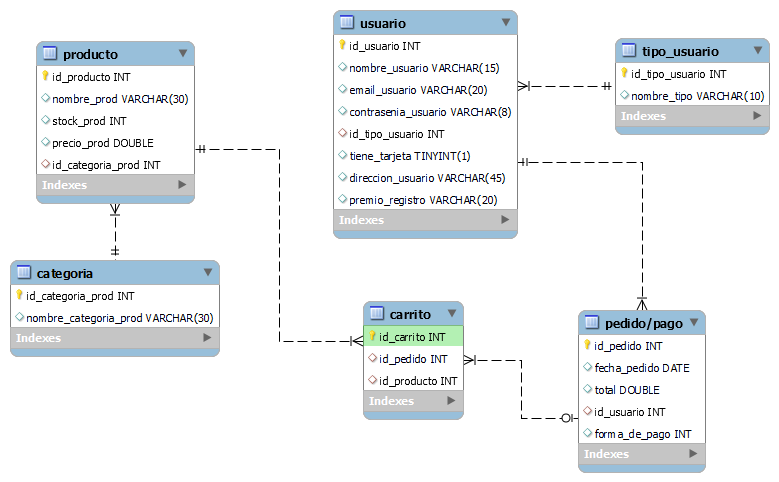 producto
id_producto INT
nombre_prod VARCHAR(30)
stock_prod INT
precio_prod DOUBLE
id_categoria_prod INT
Indexes
categoria
id_categoria_prod INT
nombre_categoria_prod VARCHAR(30)
Indexes
usuario
id_usuario INT
nombre_usuario VARCHAR(15)
email_usuario VARCHAR(20)
contrasenia_usuario VARCHAR(8)
id_tipo_usuario INT
tiene_tarjeta TINYINT(1)
direccion_usuario VARCHAR(45)
premio_registro VARCHAR(20)
Indexes
tipo_usuario
id_tipo_usuario INT
nombre_tipo VARCHAR(10)
Indexes
carrito
id_carrito INT
id_pedido INT
id_producto INT
Indexes
pedido/pago
id_pedido INT
fecha_pedido DATE
total DOUBLE
id_usuario INT
forma_de_pago INT
Indexes